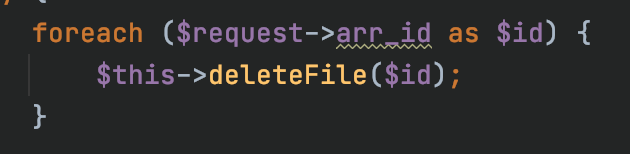 foreach ($request->arr_id as $id) {
$this->deleteFile($id);
}